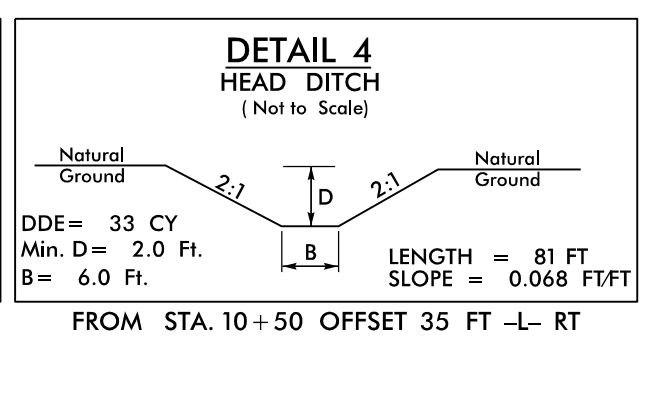 DETAIL 4
HEAD DITCH
( Not to Scale)
Natural
Ground
2:1
D
2:1
Natural
Ground
B
DDE= 33 CY
Min. D= 2.0 Ft.
B= 6.0 Ft.
LENGTH = 81 FT
SLOPE = 0.068 FT/FT
FROM STA. 10+50 OFFSET 35 FT -L- RT